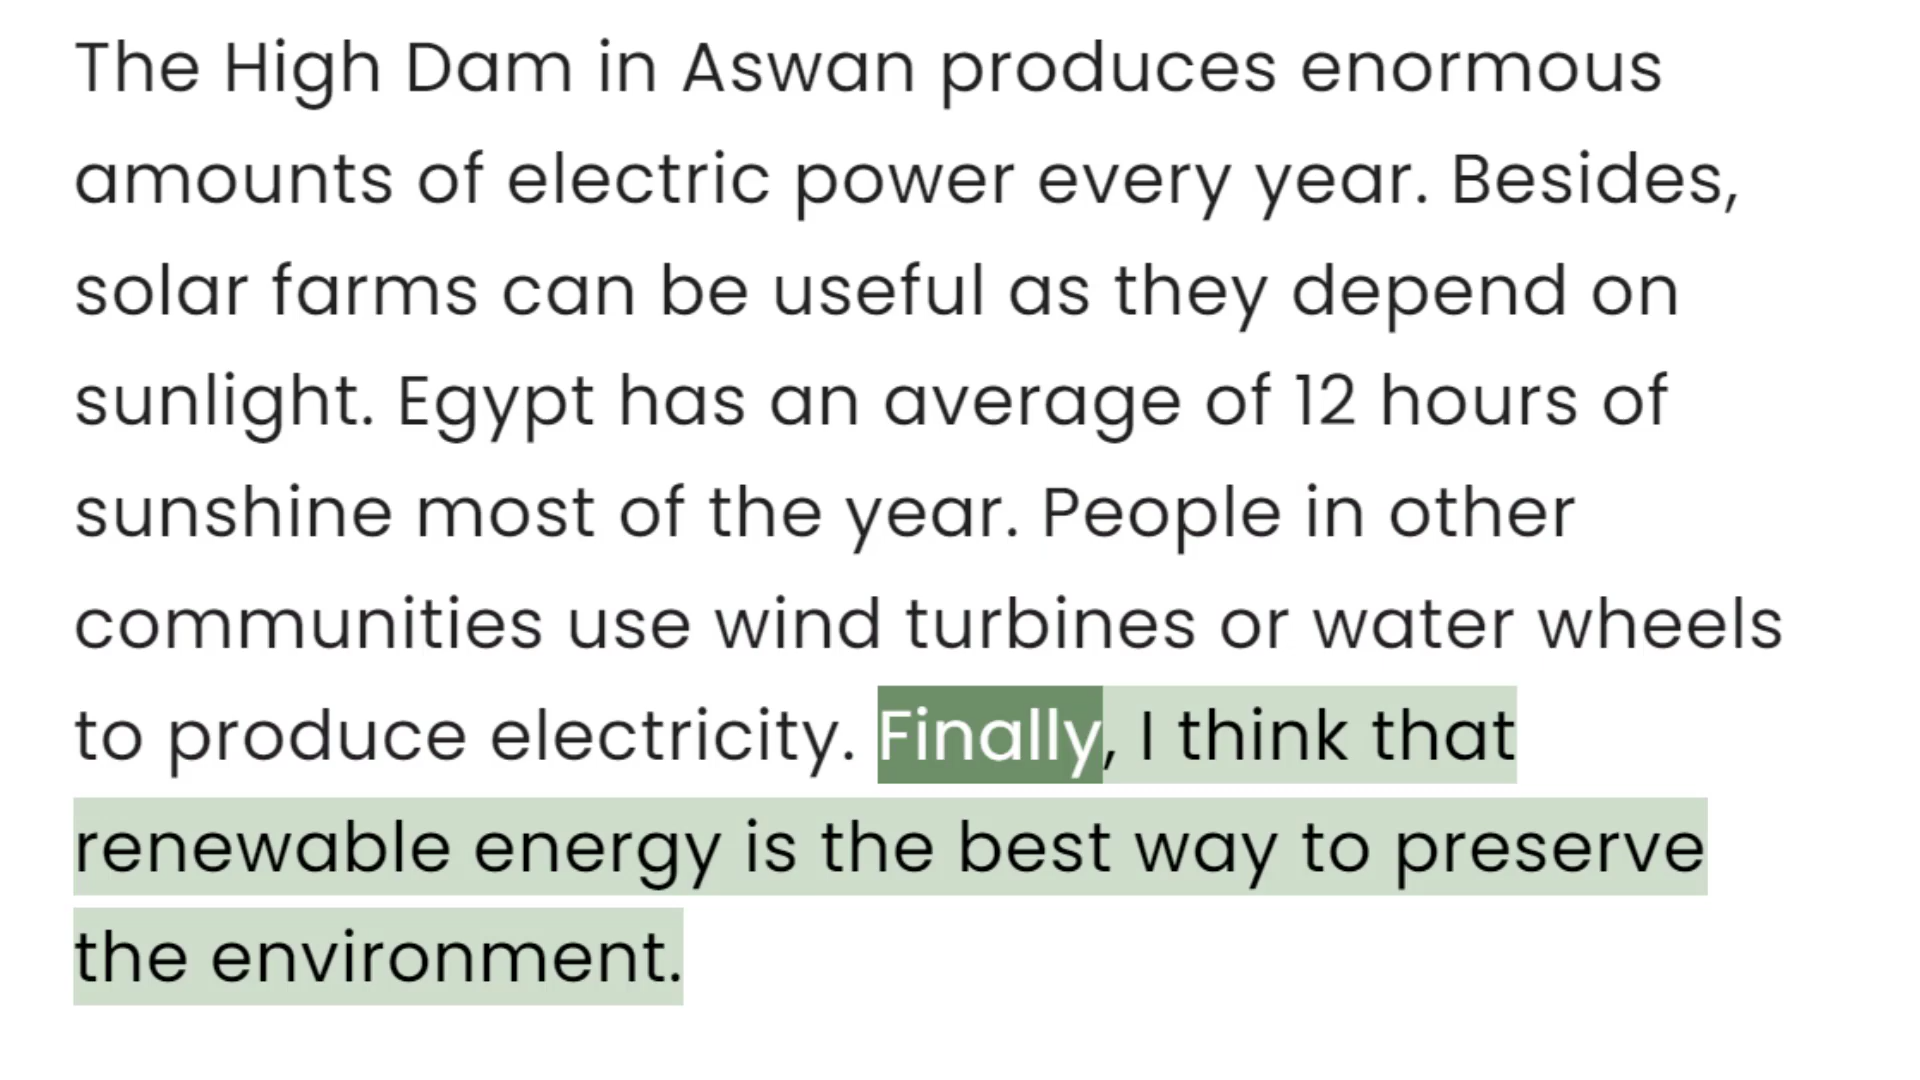 The High Dam in Aswan produces enormous
amounts of electric power every year. Besides,
solar farms can be useful as they depend on
sunlight. Egypt has an average of 12 hours of
sunshine most of the year. People in other
communities use wind turbines or water wheels
to produce electricity. Finally, I think that
renewable energy is the best way to preserve
the environment.